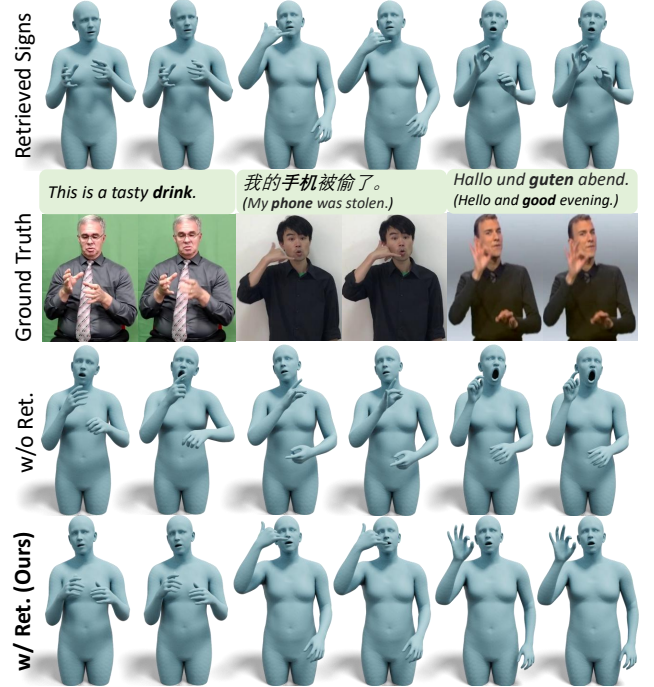 Retrieved Signs
This is a tasty drink.
我的手机被偷了。
(My phone was stolen.)
Hallo und guten abend.
(Hello and good evening.)
Ground Truth
w/o Ret.
w/ Ret. (Ours)